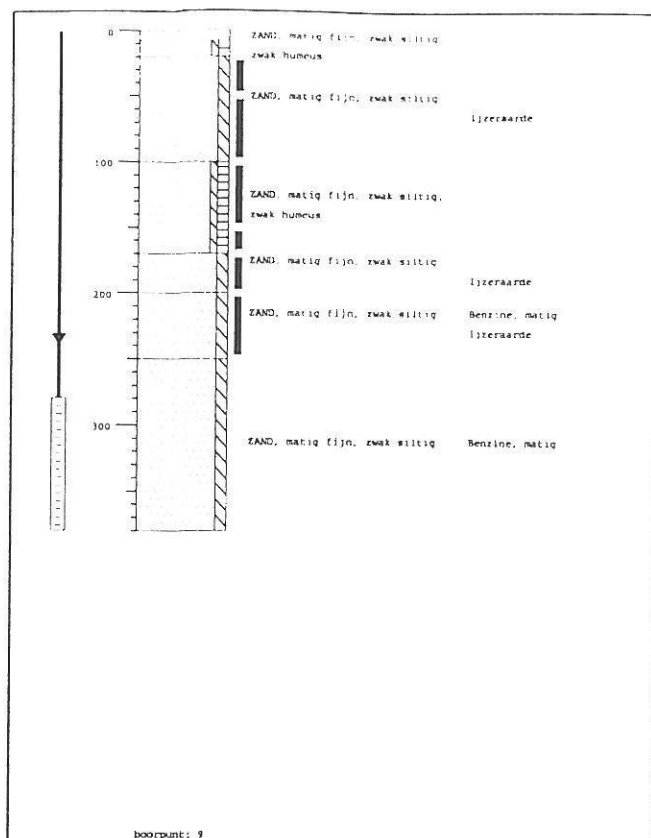 0
ZAND, matig fijn, zwak siltig
zwak humeus
ZAND, matig fijn, zwak siltig
Ijzeraarde
100
ZAND, matig fijn, zwak siltig,
zwak humeus
ZAND, matig fijn, zwak siltig
Ijzeraarde
200
ZAND, matig fijn, zwak siltig Benzine, matig
Ijzeraarde
300
ZAND, matig fijn, zwak siltig Benzine, matig
boorpunt: 9